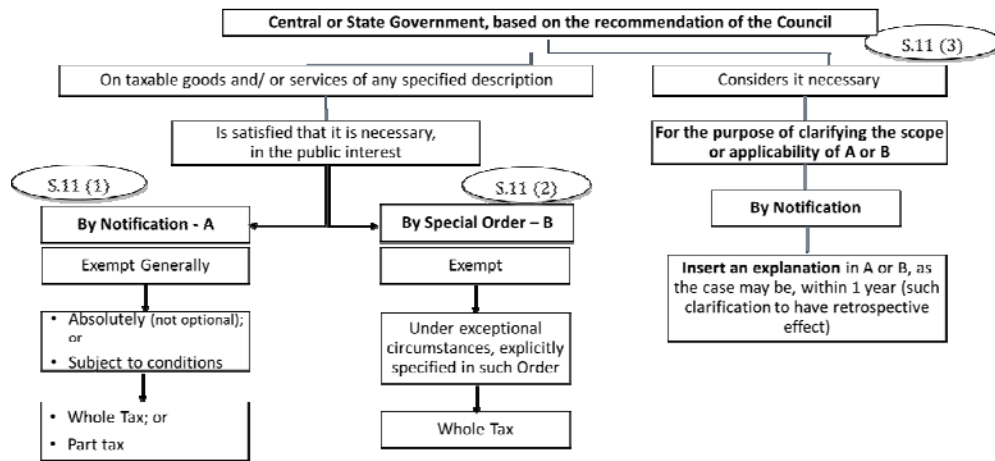 Central or State Government, based on the recommendation of the Council
S.11 (3)
On taxable goods and/ or services of any specified description
Considers it necessary
Is satisfied that it is necessary,
in the public interest
For the purpose of clarifying the scope
or applicability of A or B
S.11 (1)
S.11 (2)
By Notification
By Notification - A
By Special Order – B
Exempt Generally
Exempt
Insert an explanation in A or B, as
the case may be, within 1 year (such
clarification to have retrospective
effect)
• Absolutely (not optional);
or
• Subject to conditions
Under exceptional
circumstances, explicitly
specified in such Order
• Whole Tax; or
• Part tax
Whole Tax